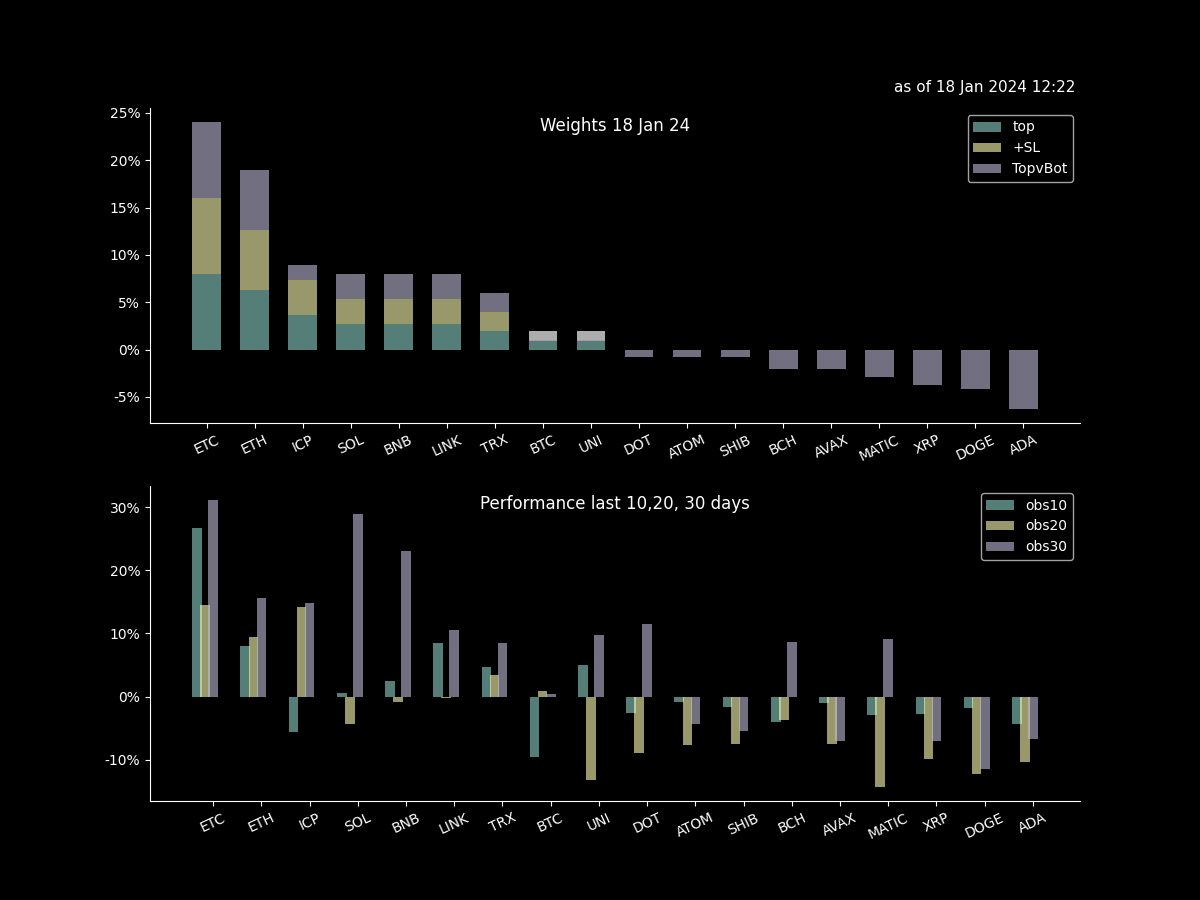 as of 18 Jan 2024 12:22
Weights 18 Jan 24
top
+SL
TopvBot
25%
20%
15%
10%
5%
0%
-5%
ETC ETH ICP SOL BNB LINK TRX BTC UNI DOT ATOM SHIB BCH AVAX MATIC XRP DOGE ADA
Performance last 10,20, 30 days
obs10
obs20
obs30
30%
20%
10%
0%
-10%
ETC ETH ICP SOL BNB LINK TRX BTC UNI DOT ATOM SHIB BCH AVAX MATIC XRP DOGE ADA